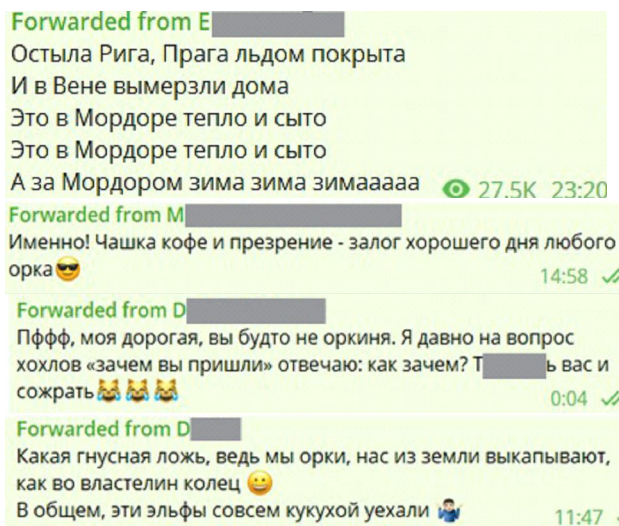 Forwarded from E
Остыла Рига, Прага льдом покрыта
И в Вене вымерзли дома
Это в Мордоре тепло и сыто
Это в Мордоре тепло и сыто
А за Мордором зима зима зимааааа 27.5K 23:20
Forwarded from M
Именно! Чашка кофе и презрение - залог хорошего дня любого
орка😎 14:58
Forwarded from D
Пффф, моя дорогая, вы будто не оркиня. Я давно на вопрос
хохлов «зачем вы пришли» отвечаю: как зачем? Т ь вас и
сожрать😹😹😹 0:04
Forwarded from D
Какая гнусная ложь, ведь мы орки, нас из земли выкапывают,
как во властелин колец 😀
В общем, эти эльфы совсем кукухой уехали 🤷‍♂️ 11:47